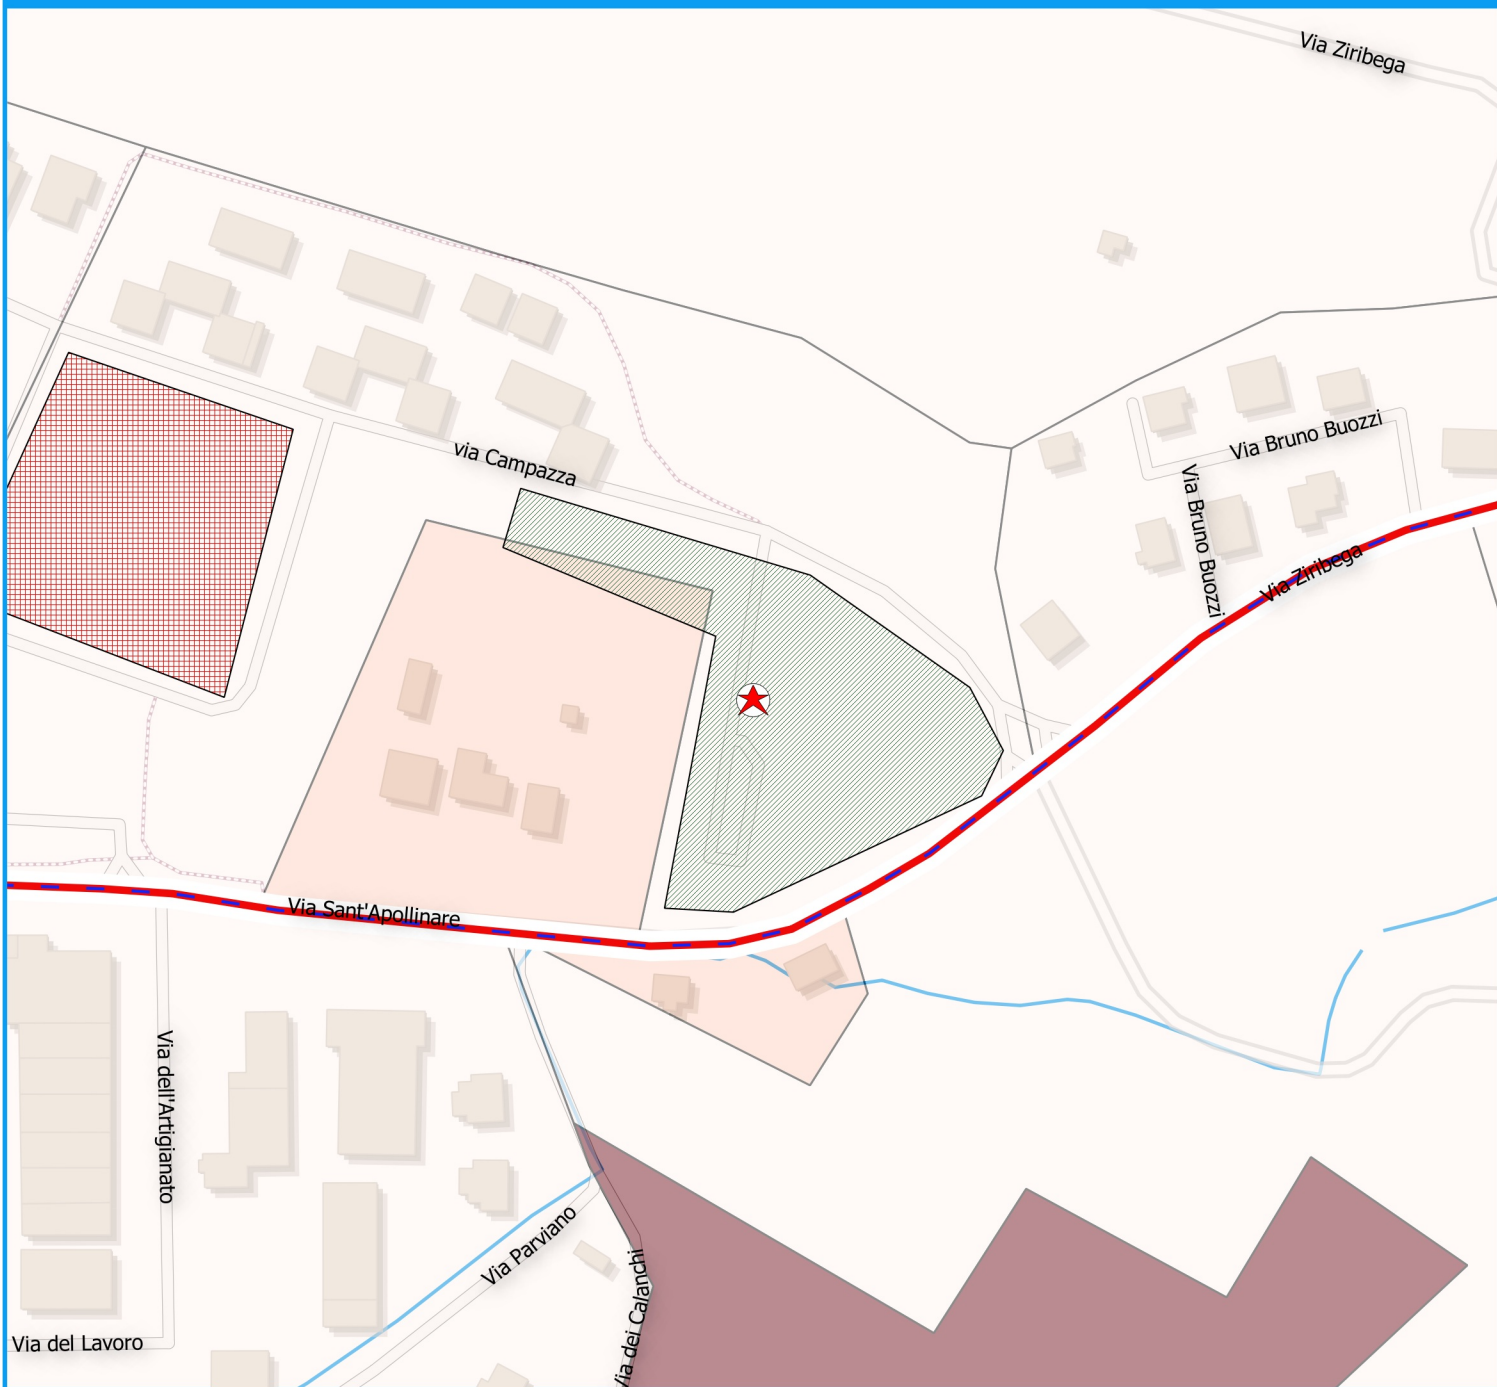 Via Ziribega
Via Bruno Buozzi
via Campazza
Via Bruno Buozzi
Via Ziribega
Via Sant'Apollinare
Via dell'Artigianato
Via Parviano
Via dei Calanchi
Via del Lavoro